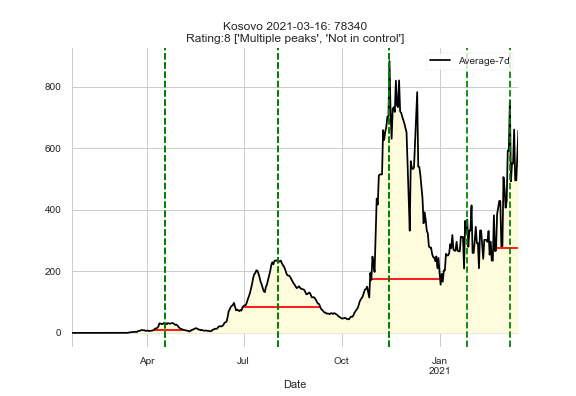 Kosovo 2021-03-16: 78340
Rating:8 ['Multiple peaks', 'Not in control']
Average-7d
800
600
400
200
0
Apr
Jul
Oct
Jan
2021
Date